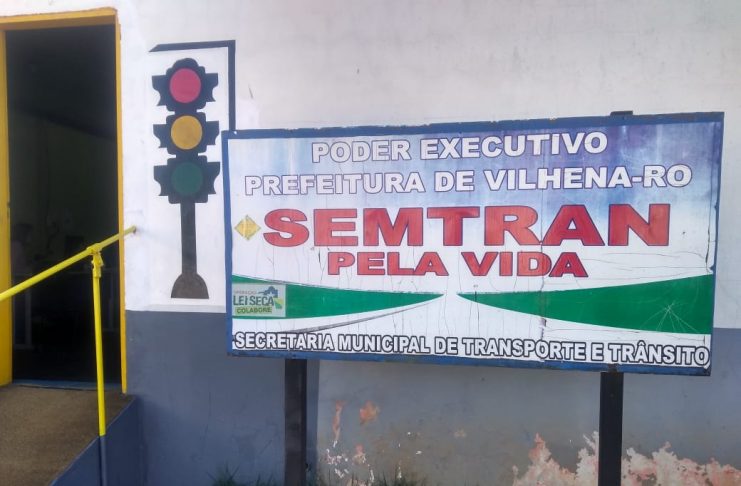 PODER EXECUTIVO
PREFEITURA DE VILHENA-RO
SEMTRAN
PELA VIDA
LEI SECA
COLABORE
SECRETARIA MUNICIPAL DE TRANSPORTE E TRÂNSITO